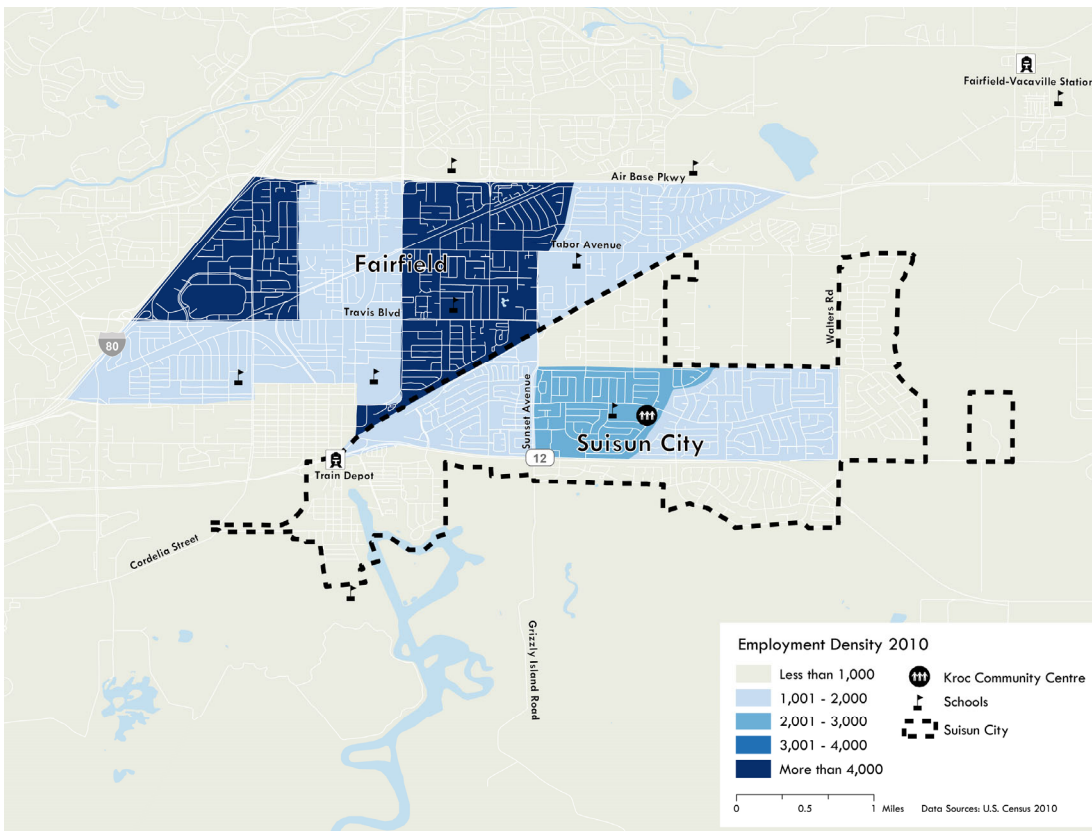 Fairfield-Vacaville Station
Air Base Pkwy
Tabor Avenue
Fairfield
Travis Blvd
Walters Rd
80
Sunset Avenue
Suisun City
12
Train Depot
Cordelia Street
Grizzly Island Road
Employment Density 2010
Less than 1,000
1,001 - 2,000
2,001 - 3,000
3,001 - 4,000
More than 4,000
Kroc Community Centre
Schools
Suisun City
0 0.5 1 Miles Data Sources: U.S. Census 2010